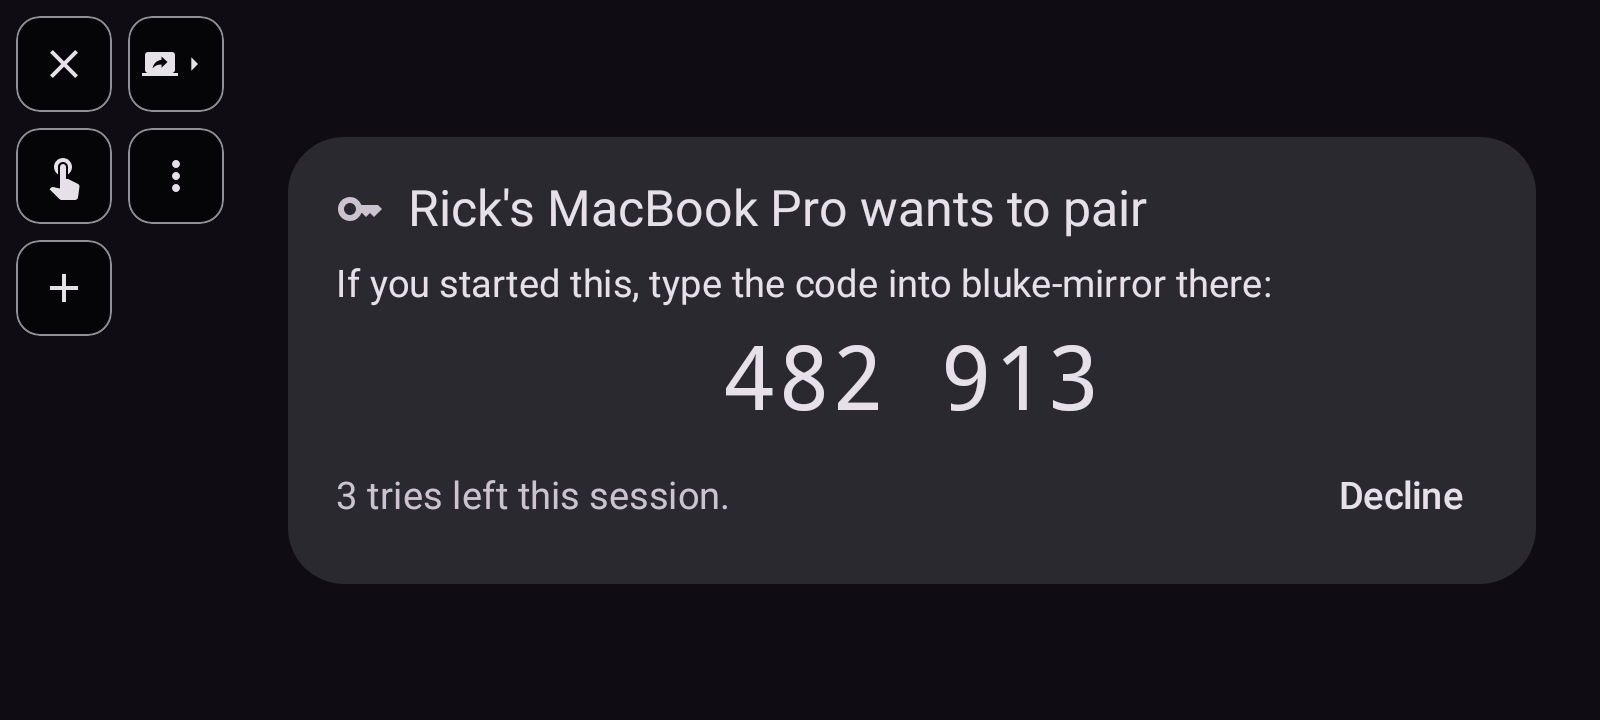 Rick's MacBook Pro wants to pair
If you started this, type the code into bluke-mirror there:
482 913
3 tries left this session.
Decline